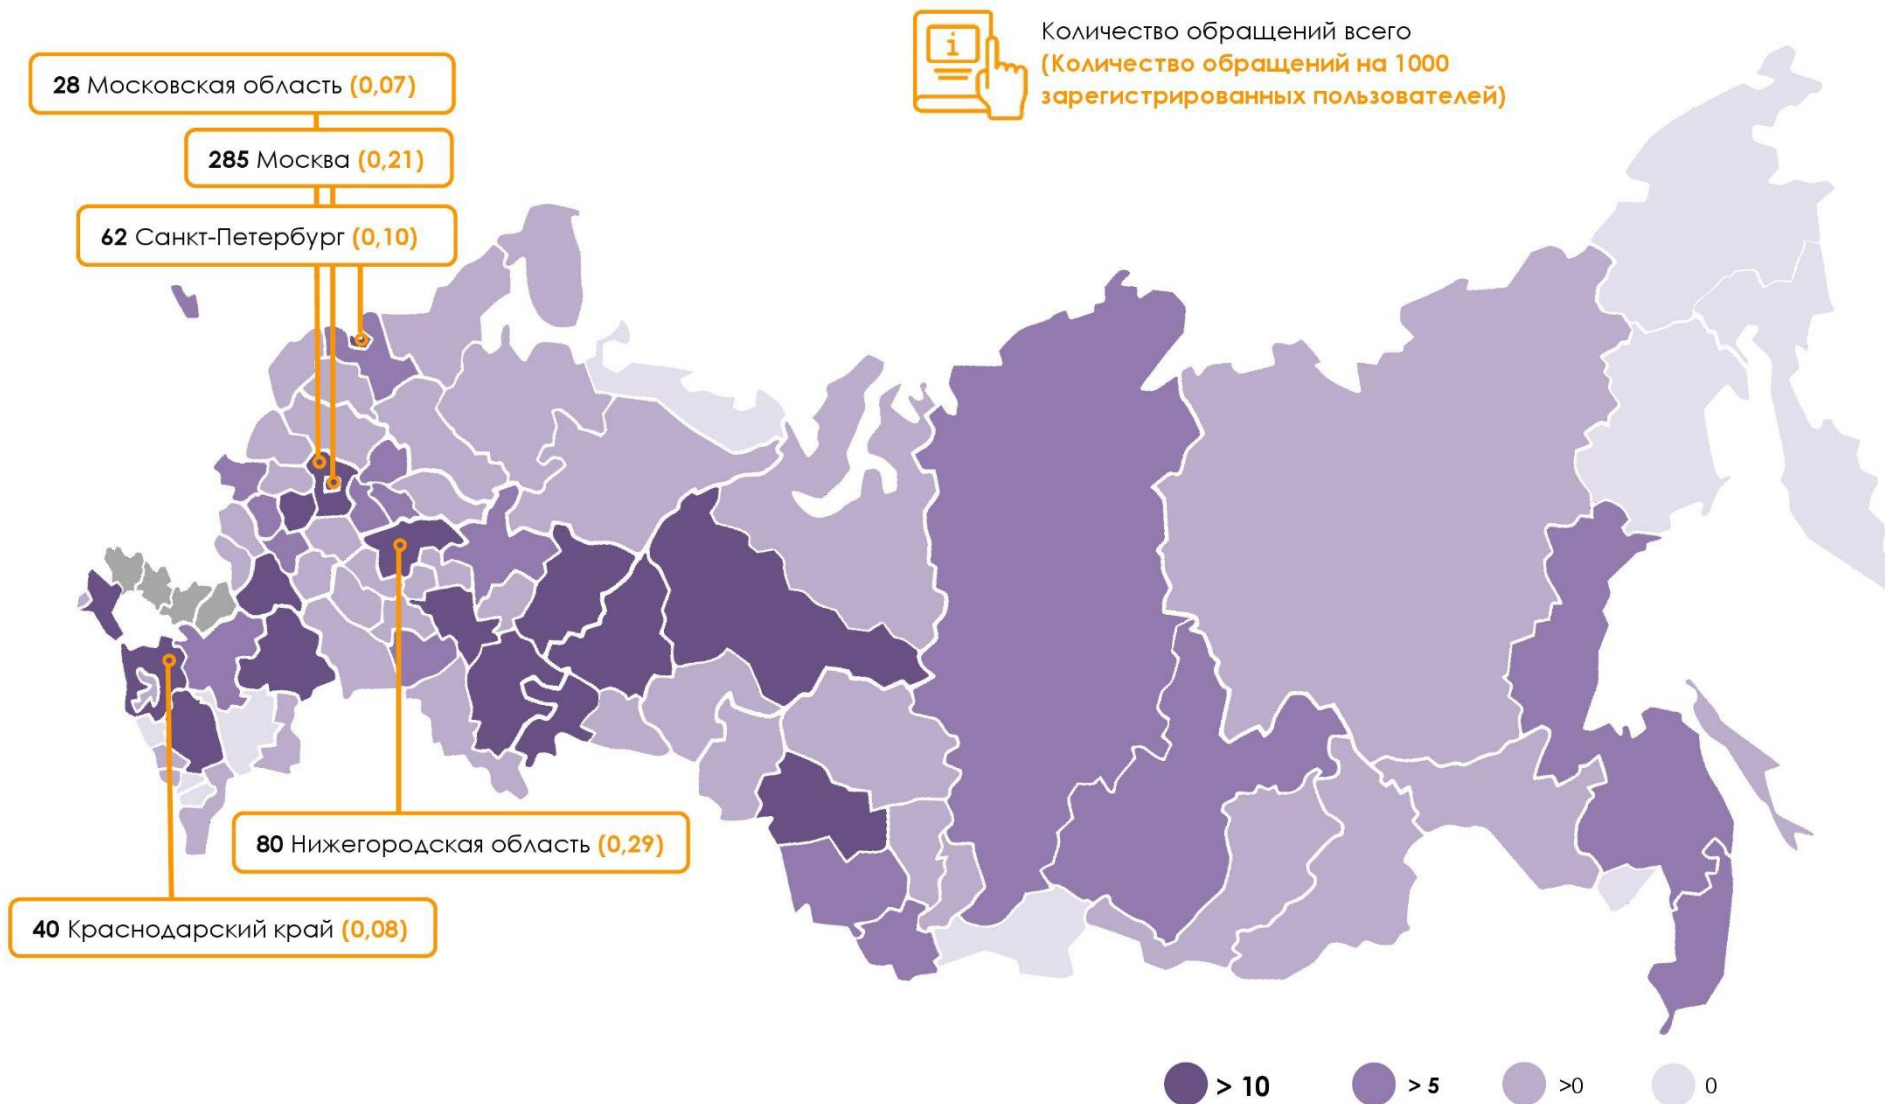 Количество обращений всего
(Количество обращений на 1000
зарегистрированных пользователей)
28 Московская область (0,07)
285 Москва (0,21)
62 Санкт-Петербург (0,10)
80 Нижегородская область (0,29)
40 Краснодарский край (0,08)
> 10
> 5
>0
0